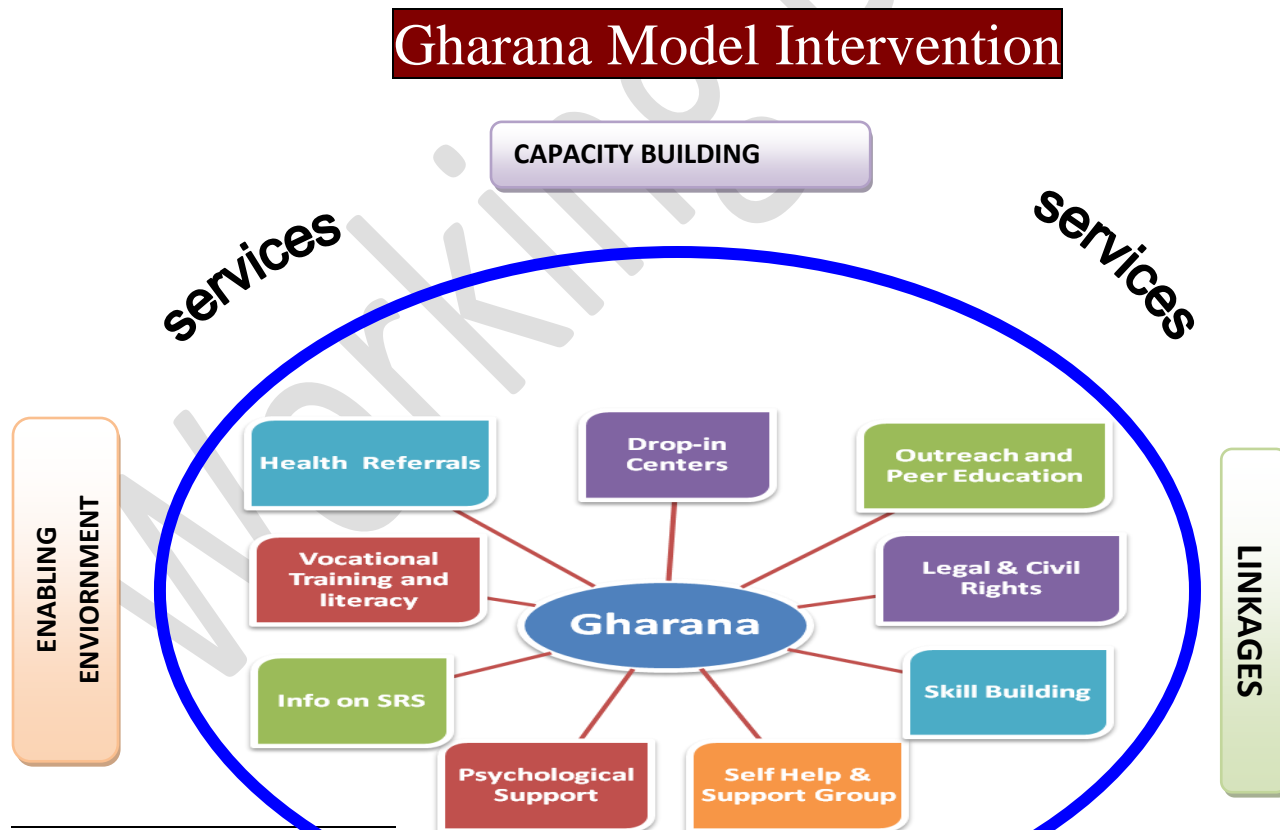 Gharana Model Intervention
CAPACITY BUILDING
services
services
ENABLING
ENVIORNMENT
LINKAGES
Health Referrals
Drop-in
Centers
Outreach and
Peer Education
Vocational
Training and
literacy
Legal & Civil
Rights
Gharana
Info on SRS
Skill Building
Psychological
Support
Self Help &
Support Group
Working